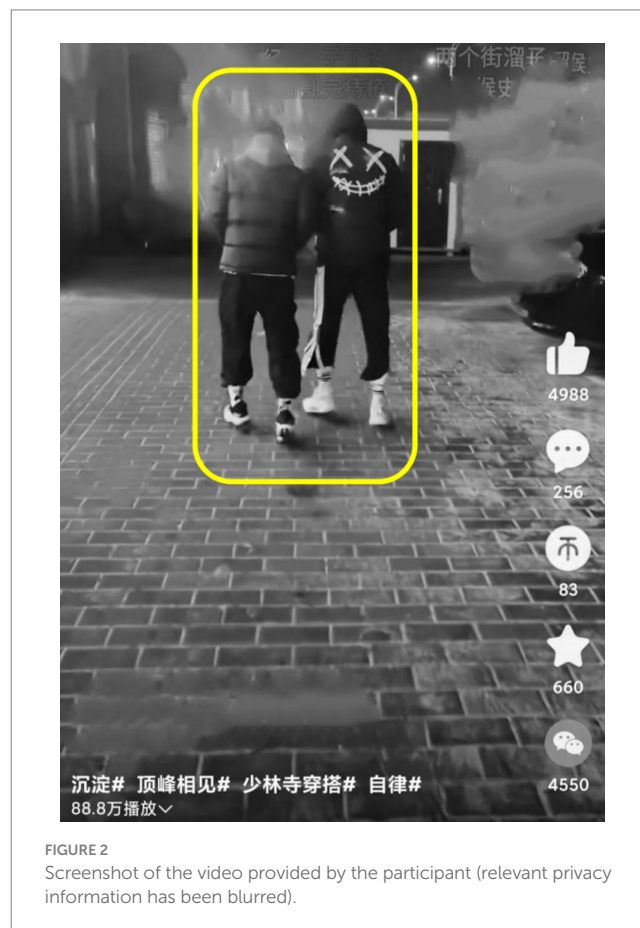 两个街溜子
4988
256
83
660
4550
沉淀# 顶峰相见# 少林寺穿搭# 自律#
88.8万播放
FIGURE 2
Screenshot of the video provided by the participant (relevant privacy
information has been blurred).